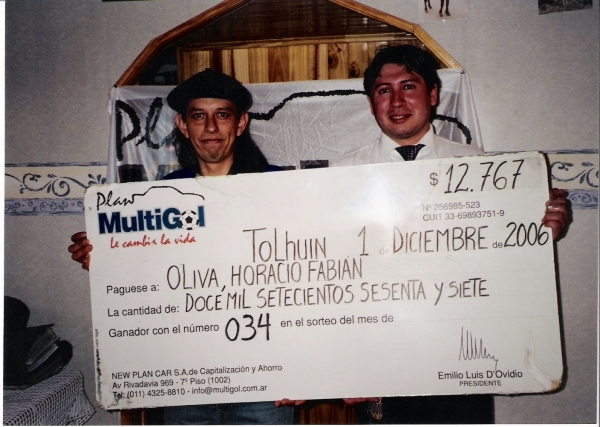 Plan
Plan
MultiGol
Le cambia la vida
$ 12.767
Nº 256985-523
CUIT 33-69893751-9
TOLHUIN 1 de DICIEMBRE de 2006
Paguese a: OLIVA, HORACIO FABIÁN
La cantidad de: DOCE MIL SETECIENTOS SESENTA Y SIETE
Ganador con el número 034 en el sorteo del mes de
NEW PLAN CAR S.A. de Capitalización y Ahorro
Av Rivadavia 969 - 7º Piso (1002)
Tel: (011) 4325-8810 - info@multigol.com.ar
Emilio Luis D'Ovidio
PRESIDENTE